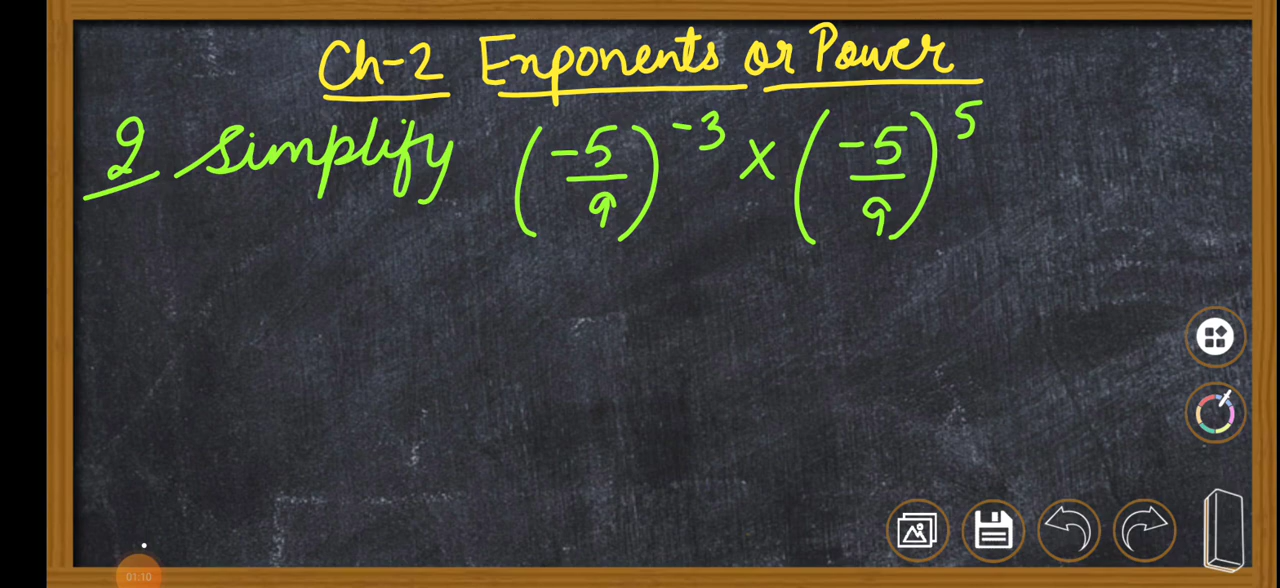 Ch-2 Enponents or Power
Q Simplify (-5/9)^-3 × (-5/9)^5
01:10